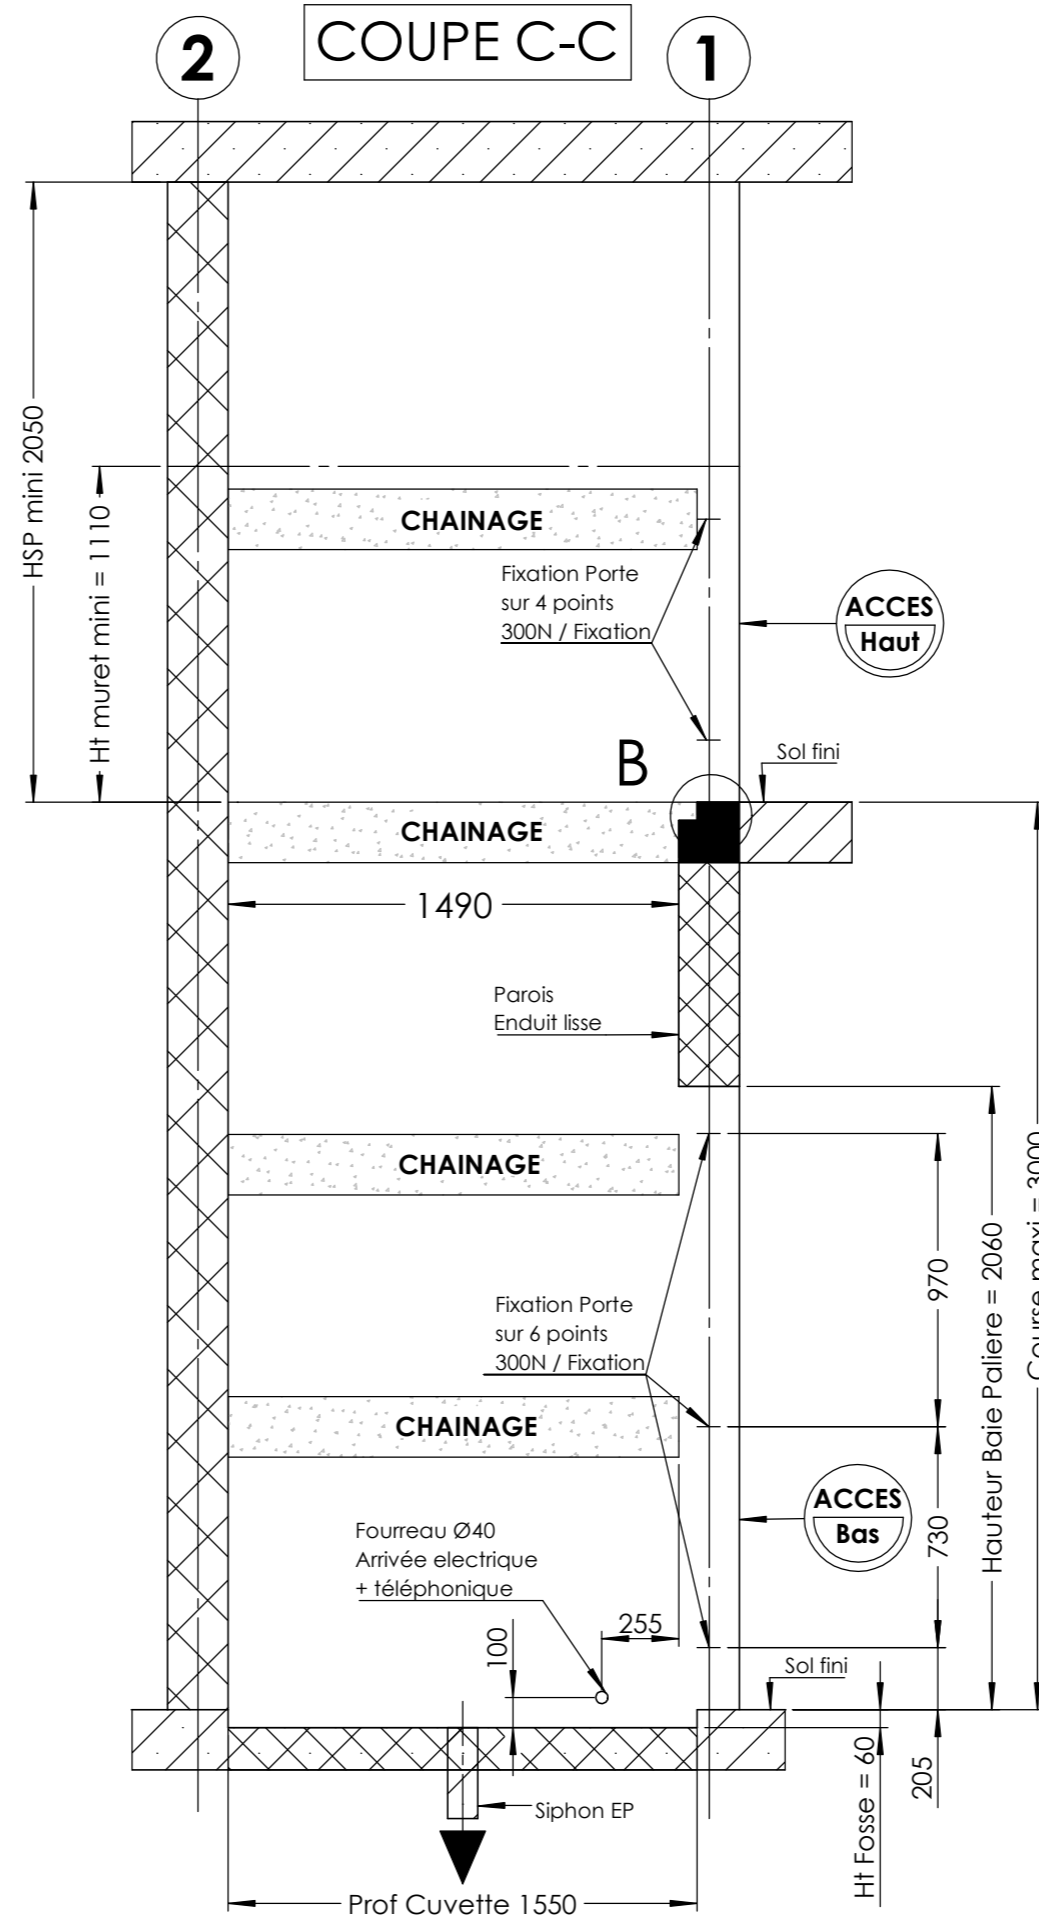 COUPE C-C
2
1
HSP mini 2050
Ht muret mini = 1110
CHAINAGE
Fixation Porte
sur 4 points
300N / Fixation
ACCES
Haut
B
Sol fini
CHAINAGE
1490
Parois
Enduit lisse
CHAINAGE
970
Hauteur Baie Paliere = 2060
Course maxi = 3000
Fixation Porte
sur 6 points
300N / Fixation
CHAINAGE
ACCES
Bas
730
Fourreau Ø40
Arrivée electrique
+ téléphonique
100
255
Sol fini
Ht Fosse = 60
205
Siphon EP
Prof Cuvette 1550